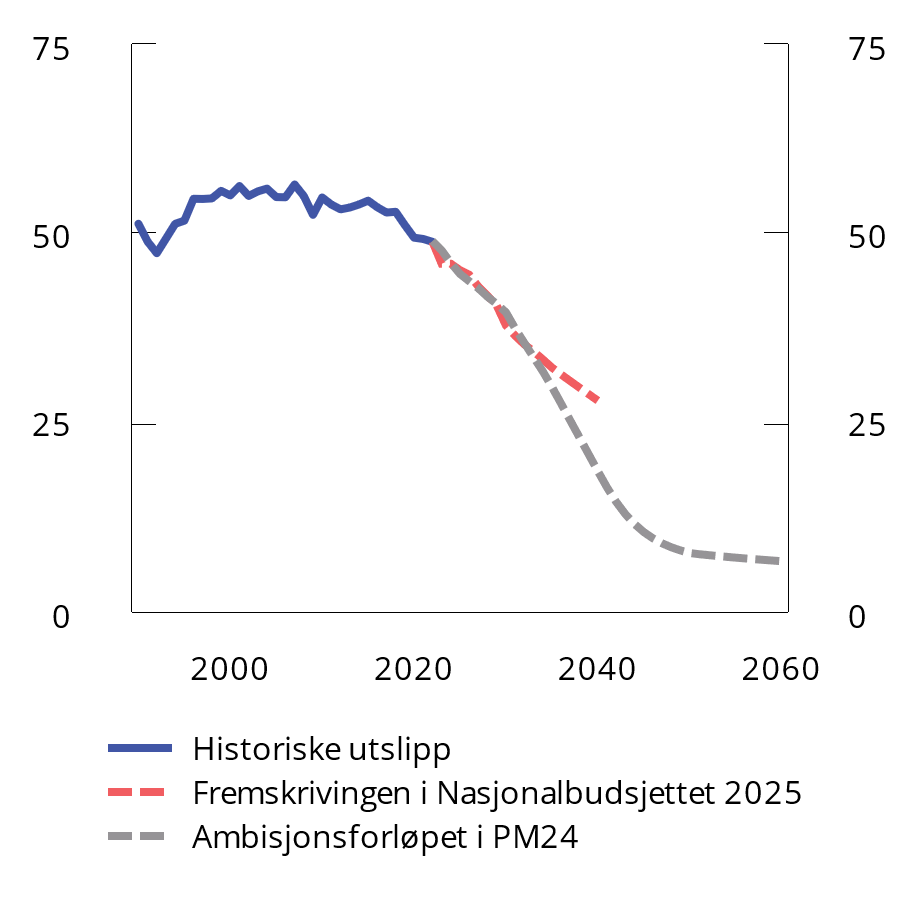 75 75
50 50
25 25
0 0
2000 2020 2040 2060
Historiske utslipp
Fremskrivingen i Nasjonalbudsjettet 2025
Ambisjonsforløpet i PM24